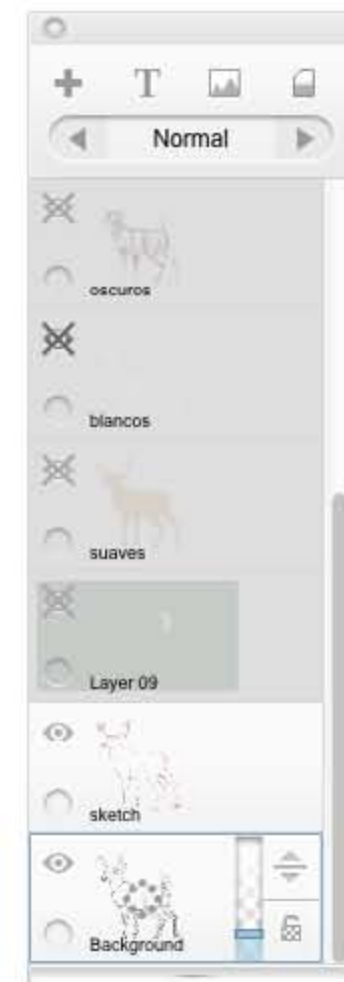 T
Normal
oscuros
blancos
suaves
Layer 09
sketch
Background